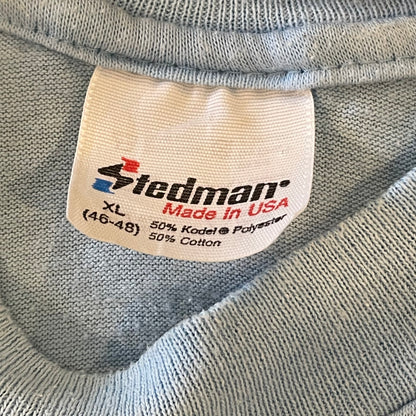 Stedman®
Made in USA
XL
(46-48)
50% Kodel® Polyester
50% Cotton